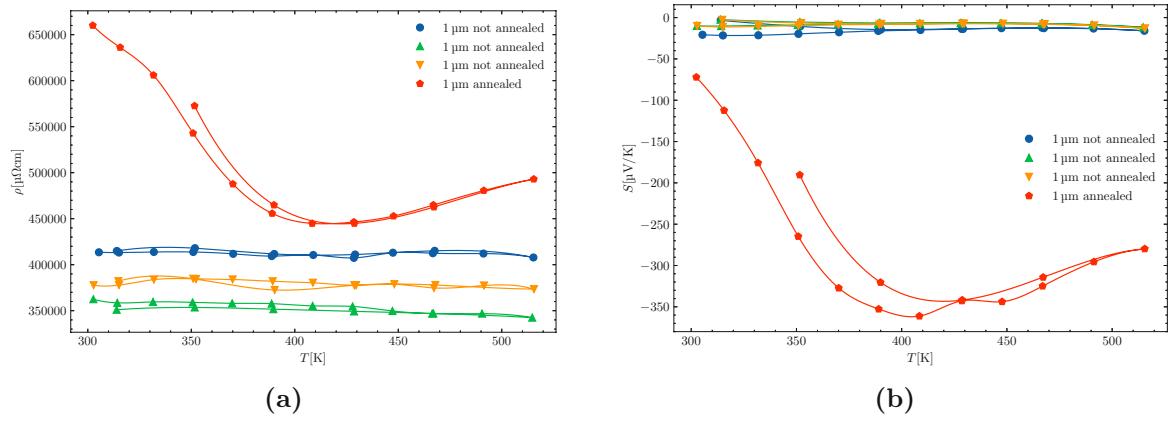 650000
600000
550000
500000
450000
400000
350000
ρ[µΩcm]
1 µm not annealed
1 µm not annealed
1 µm not annealed
1 µm annealed
300
350
400
450
500
T[K]
(a)
0
−50
−100
−150
−200
−250
−300
−350
S[µV/K]
1 µm not annealed
1 µm not annealed
1 µm not annealed
1 µm annealed
300
350
400
450
500
T[K]
(b)